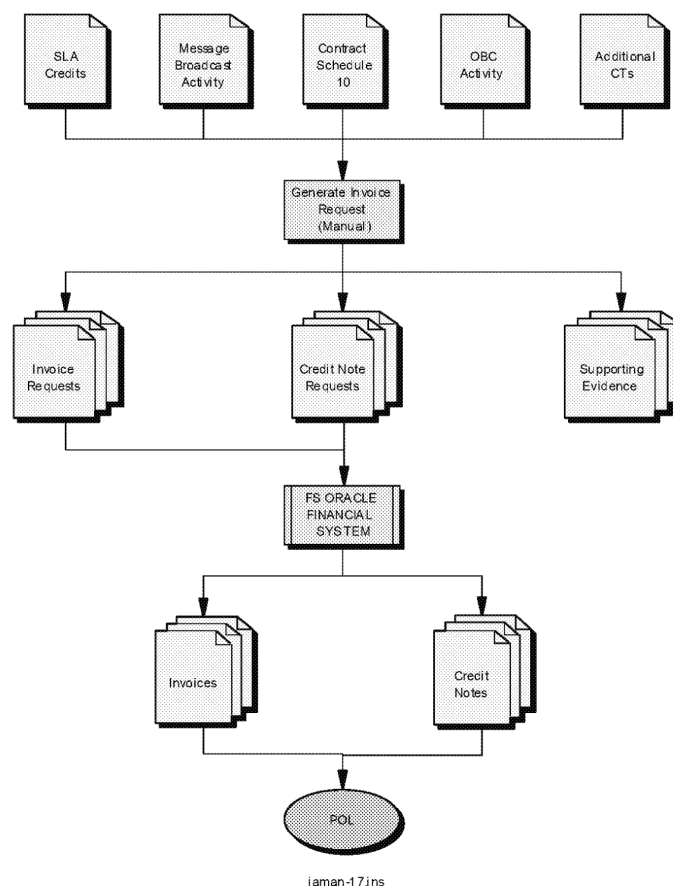 SLA
Credits
Message
Broadcast
Activity
Contract
Schedule
10
OBC
Activity
Additional
CTs
Generate Invoice
Request
(Manual)
Invoice
Requests
Credit Note
Requests
Supporting
Evidence
FS ORACLE
FINANCIAL
SYSTEM
Invoices
Credit
Notes
POL
iaman-17.ins